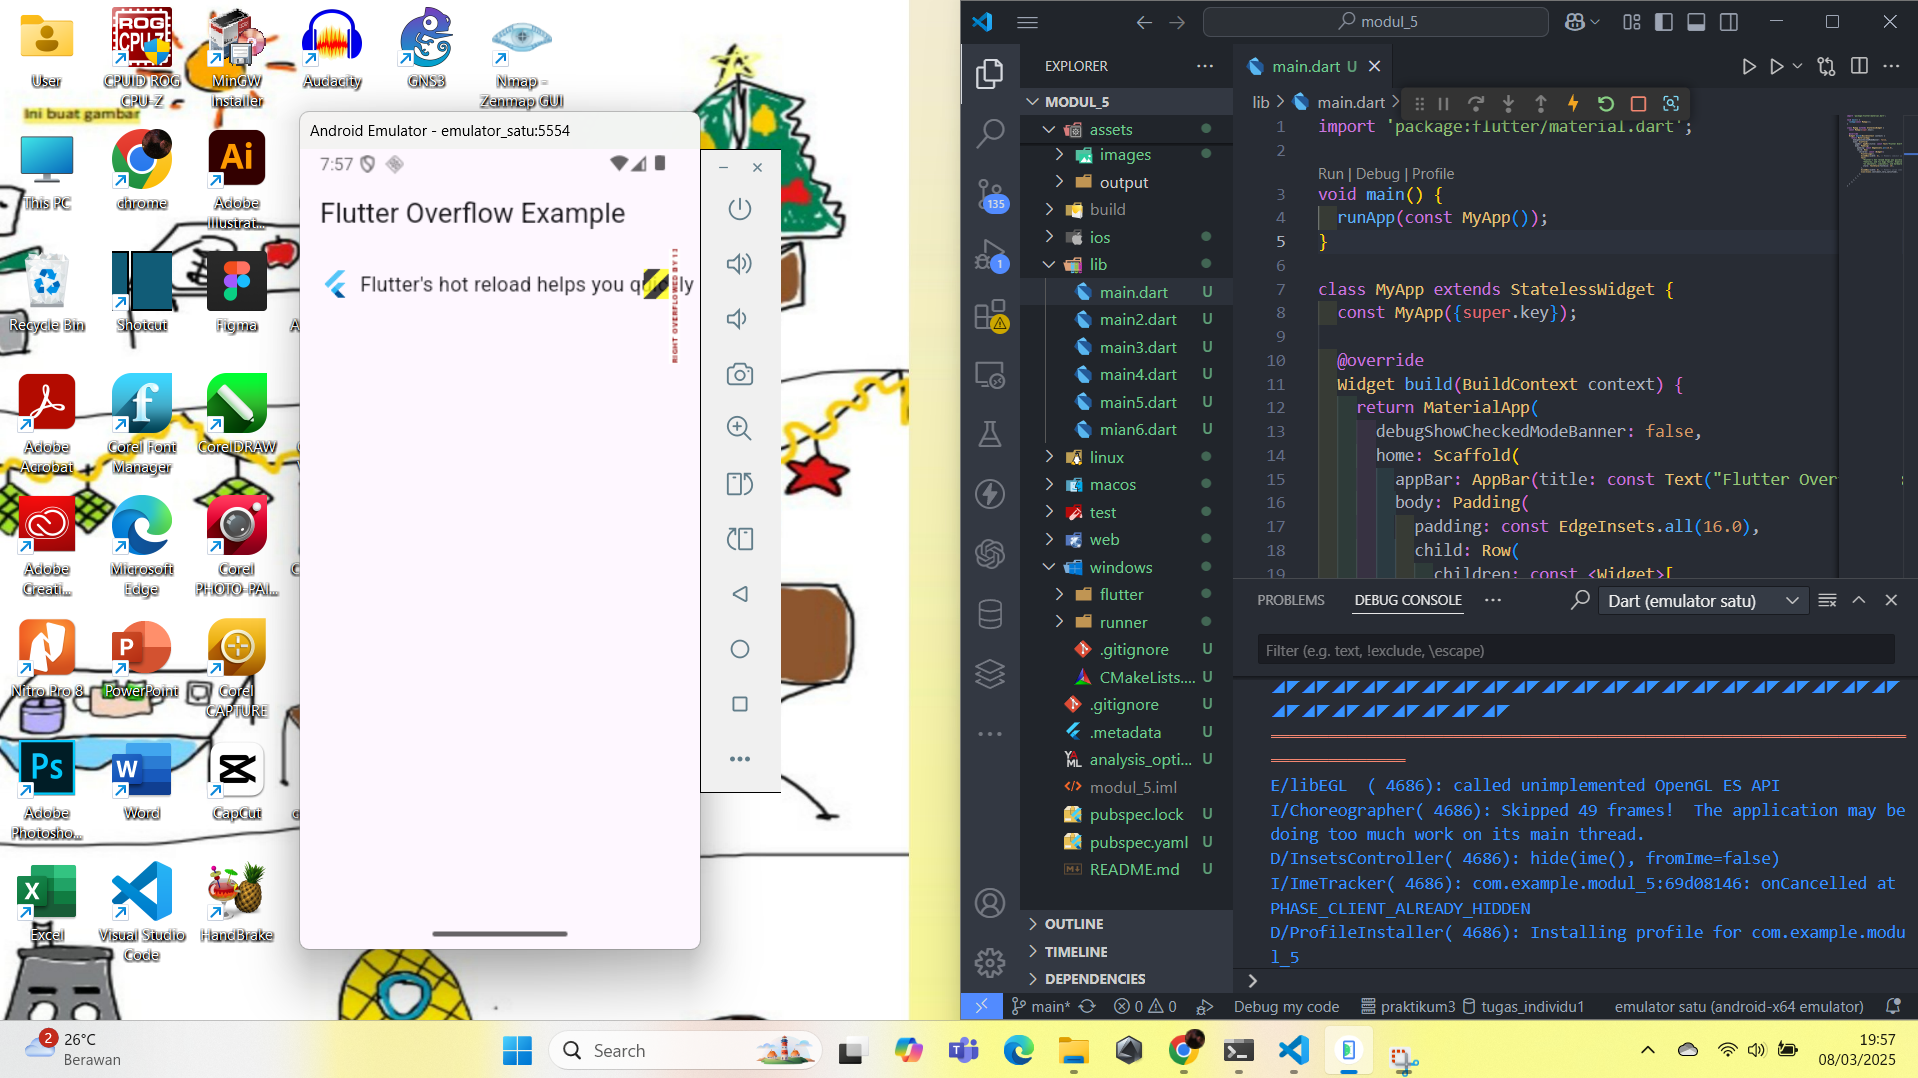 User
CPUID ROG CPU-Z
MinGW Installer
Audacity
GNS3
Nmap - Zenmap GUI
Ini buat gambar
This PC
chrome
Adobe Illustrat...
Recycle Bin
Shotcut
Figma
Adobe Acrobat
Corel Font Manager
CorelDRAW
Adobe Creati...
Microsoft Edge
Corel PHOTO-PAI...
Nitro Pro 8
PowerPoint
Corel CAPTURE
Adobe Photosho...
Word
CapCut
Excel
Visual Studio Code
HandBrake
Android Emulator - emulator_satu:5554
7:57
Flutter Overflow Example
Flutter's hot reload helps you quickly
RIGHT OVERFLOWED BY 11
modul_5
EXPLORER
MODUL_5
assets
images
output
build
ios
lib
main.dart U
main2.dart U
main3.dart U
main4.dart U
main5.dart U
mian6.dart U
linux
macos
test
web
windows
flutter
runner
.gitignore U
CMakeLists.... U
.gitignore U
.metadata U
analysis_opti... U
modul_5.iml
pubspec.lock U
pubspec.yaml U
README.md U
OUTLINE
TIMELINE
DEPENDENCIES
135
1
main.dart U
lib > main.dart >
1 import 'package:flutter/material.dart';
2
Run | Debug | Profile
3 void main() {
4 runApp(const MyApp());
5 }
6
7 class MyApp extends StatelessWidget {
8 const MyApp({super.key});
9
10 @override
11 Widget build(BuildContext context) {
12 return MaterialApp(
13 debugShowCheckedModeBanner: false,
14 home: Scaffold(
15 appBar: AppBar(title: const Text("Flutter Over
16 body: Padding(
17 padding: const EdgeInsets.all(16.0),
18 child: Row(
19 children: const <Widget>[
PROBLEMS DEBUG CONSOLE Dart (emulator satu)
Filter (e.g. text, !exclude, \escape)
E/libEGL  ( 4686): called unimplemented OpenGL ES API
I/Choreographer( 4686): Skipped 49 frames!  The application may be
doing too much work on its main thread.
D/InsetsController( 4686): hide(ime(), fromIme=false)
I/ImeTracker( 4686): com.example.modul_5:69d08146: onCancelled at
PHASE_CLIENT_ALREADY_HIDDEN
D/ProfileInstaller( 4686): Installing profile for com.example.modu
l_5
main* 0 0 Debug my code praktikum3 tugas_individu1 emulator satu (android-x64 emulator)
2
26°C
Berawan
Search
19:57
08/03/2025